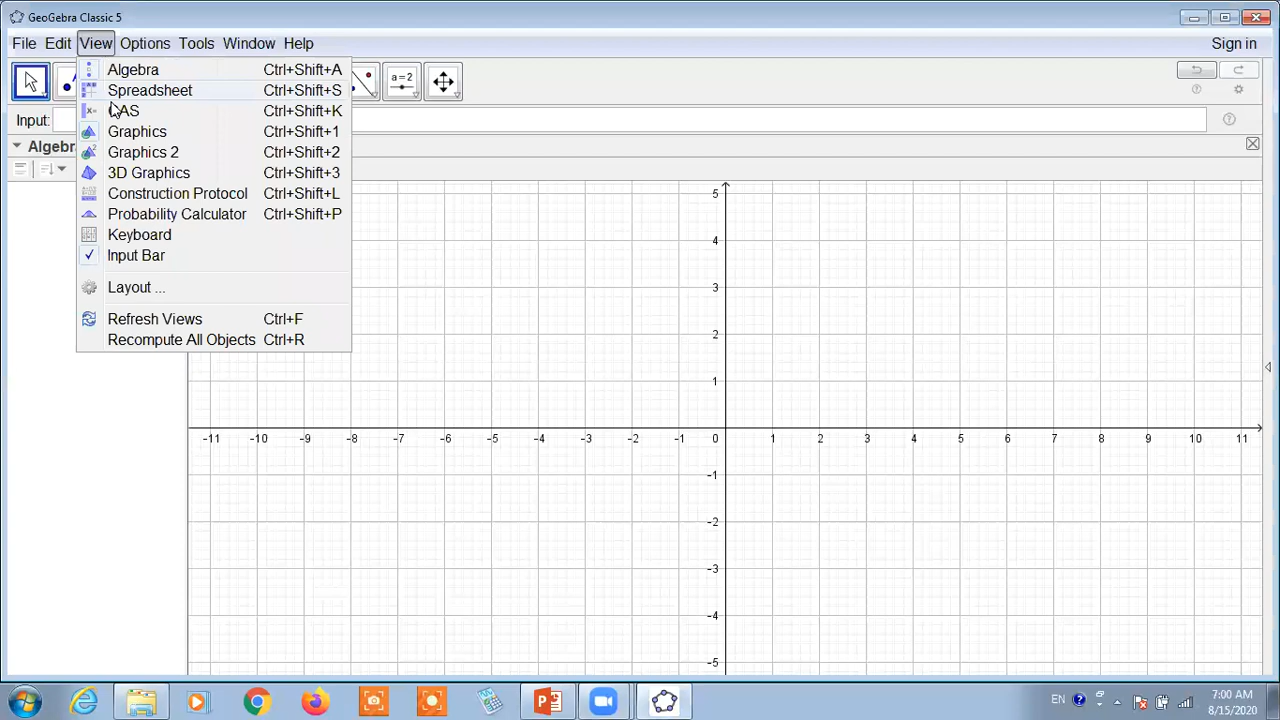 GeoGebra Classic 5
File Edit View Options Tools Window Help Sign in
Algebra Ctrl+Shift+A
Spreadsheet Ctrl+Shift+S
CAS Ctrl+Shift+K
Graphics Ctrl+Shift+1
Graphics 2 Ctrl+Shift+2
3D Graphics Ctrl+Shift+3
Construction Protocol Ctrl+Shift+L
Probability Calculator Ctrl+Shift+P
Keyboard
Input Bar
Layout ...
Refresh Views Ctrl+F
Recompute All Objects Ctrl+R
a=2
Input:
5
4
3
2
1
-11 -10 -9 -8 -7 -6 -5 -4 -3 -2 -1 0 1 2 3 4 5 6 7 8 9 10 11
-1
-2
-3
-4
-5
EN 7:00 AM
8/15/2020